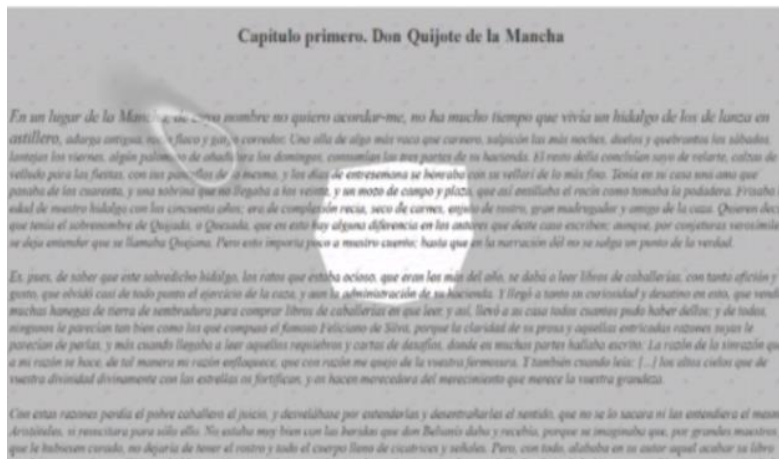 Capítulo primero. Don Quijote de la Mancha
En un lugar de la Mancha, de cuyo nombre no quiero acordar-me, no ha mucho tiempo que vivía un hidalgo de los de lanza en
astillero, adarga antigua, rocín flaco y galgo corredor. Una olla de algo más vaca que carnero, salpicón las más noches, duelos y quebrantos los sábados,
lantejas los viernes, algún palomino de añadidura los domingos, consumían las tres partes de su hacienda. El resto della concluían sayo de velarte, calzas de
velludo para las fiestas, con sus pantuflos de lo mesmo, y los días de entresemana se honraba con su vellorí de lo más fino. Tenía en su casa una ama que
pasaba de los cuarenta, y una sobrina que no llegaba a los veinte, y un mozo de campo y plaza, que así ensillaba el rocín como tomaba la podadera. Frisaba
edad de nuestro hidalgo con los cincuenta años; era de complexión recia, seco de carnes, enjuto de rostro, gran madrugador y amigo de la caza. Quieren dec
que tenía el sobrenombre de Quijada, o Quesada, que en esto hay alguna diferencia en los autores que deste caso escriben; aunque, por conjeturas verosímile
se deja entender que se llamaba Quejana. Pero esto importa poco a nuestro cuento; basta que en la narración dél no se salga un punto de la verdad.
Es, pues, de saber que este sobredicho hidalgo, los ratos que estaba ocioso, que eran los más del año, se daba a leer libros de caballerías, con tanta afición y
gusto, que olvidó casi de todo punto el ejercicio de la caza, y aun la administración de su hacienda. Y llegó a tanto su curiosidad y desatino en esto, que vendi
muchas hanegas de tierra de sembradura para comprar libros de caballerías en que leer, y así, llevó a su casa todos cuantos pudo haber dellos; y de todos,
ningunos le parecían tan bien como los que compuso el famoso Feliciano de Silva, porque la claridad de su prosa y aquellas entricadas razones suyas le
parecían de perlas, y más cuando llegaba a leer aquellos requiebros y cartas de desafíos, donde en muchas partes hallaba escrito: La razón de la sinrazón qu
a mi razón se hace, de tal manera mi razón enflaquece, que con razón me quejo de la vuestra fermosura. Y también cuando leía: [...] los altos cielos que de
vuestra divinidad divinamente con las estrellas os fortifican, y os hacen merecedora del merecimiento que merece la vuestra grandeza.
Con estas razones perdía el pobre caballero el juicio, y desvelábase por entenderlas y desentrañarles el sentido, que no se lo sacara ni las entendiera el mesm
Aristóteles, si resucitara para sólo ello. No estaba muy bien con las heridas que don Belianís daba y recebía, porque se imaginaba que, por grandes maestros
que le hubiesen curado, no dejaría de tener el rostro y todo el cuerpo lleno de cicatrices y señales. Pero, con todo, alababa en su autor aquel acabar su libro